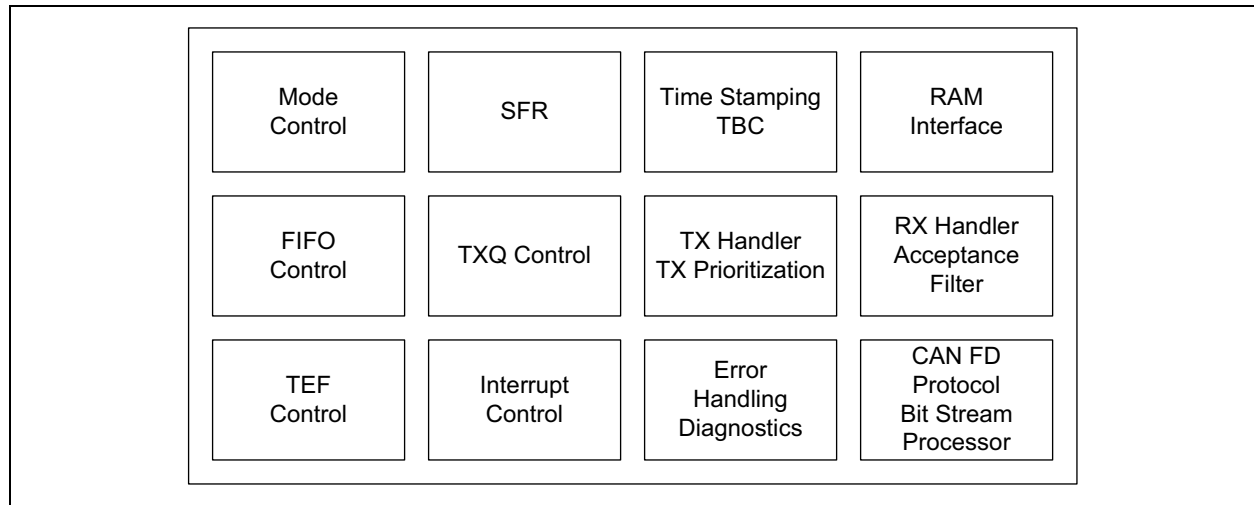 Mode
Control
SFR
Time Stamping
TBC
RAM
Interface
FIFO
Control
TXQ Control
TX Handler
TX Prioritization
RX Handler
Acceptance
Filter
TEF
Control
Interrupt
Control
Error
Handling
Diagnostics
CAN FD
Protocol
Bit Stream
Processor